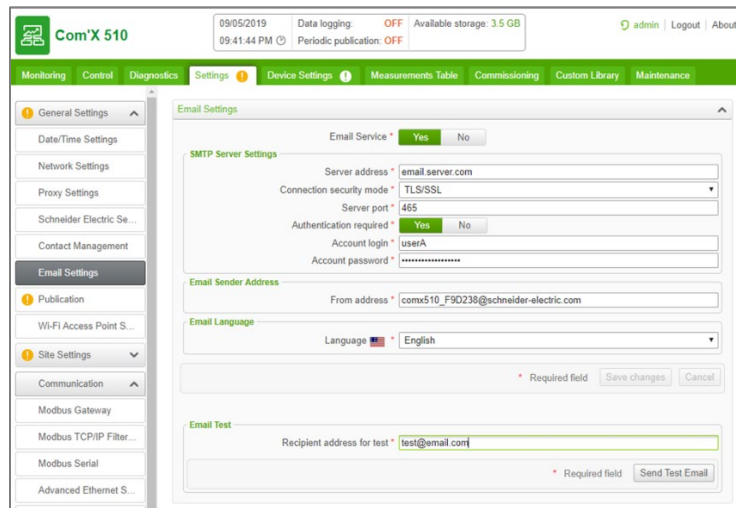 Com'X 510
09/05/2019
09:41:44 PM
Data logging: OFF
Periodic publication: OFF
Available storage: 3.5 GB
admin | Logout | About
Monitoring Control Diagnostics Settings Device Settings Measurements Table Commissioning Custom Library Maintenance
General Settings
Date/Time Settings
Network Settings
Proxy Settings
Schneider Electric Se...
Contact Management
Email Settings
Publication
Wi-Fi Access Point S...
Site Settings
Communication
Modbus Gateway
Modbus TCP/IP Filter...
Modbus Serial
Advanced Ethernet S...
Email Settings
Email Service * Yes No
SMTP Server Settings
Server address * email.server.com
Connection security mode * TLS/SSL
Server port * 465
Authentication required * Yes No
Account login * userA
Account password * ••••••••••••••••••
Email Sender Address
From address * comx510_F9D238@schneider-electric.com
Email Language
Language * English
* Required field Save changes Cancel
Email Test
Recipient address for test * test@email.com
* Required field Send Test Email